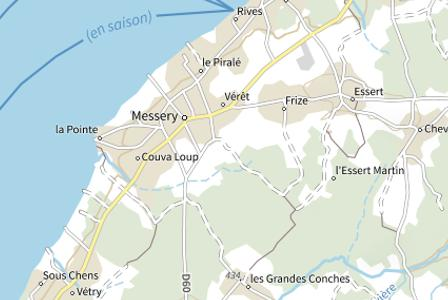 Rives
(en saison)
le Piralé
Vérêt
Essert
Frize
Messery
la Pointe
Chev
Couva Loup
l'Essert Martin
Sous Chens
434
les Grandes Conches
D60
ière
Vétry